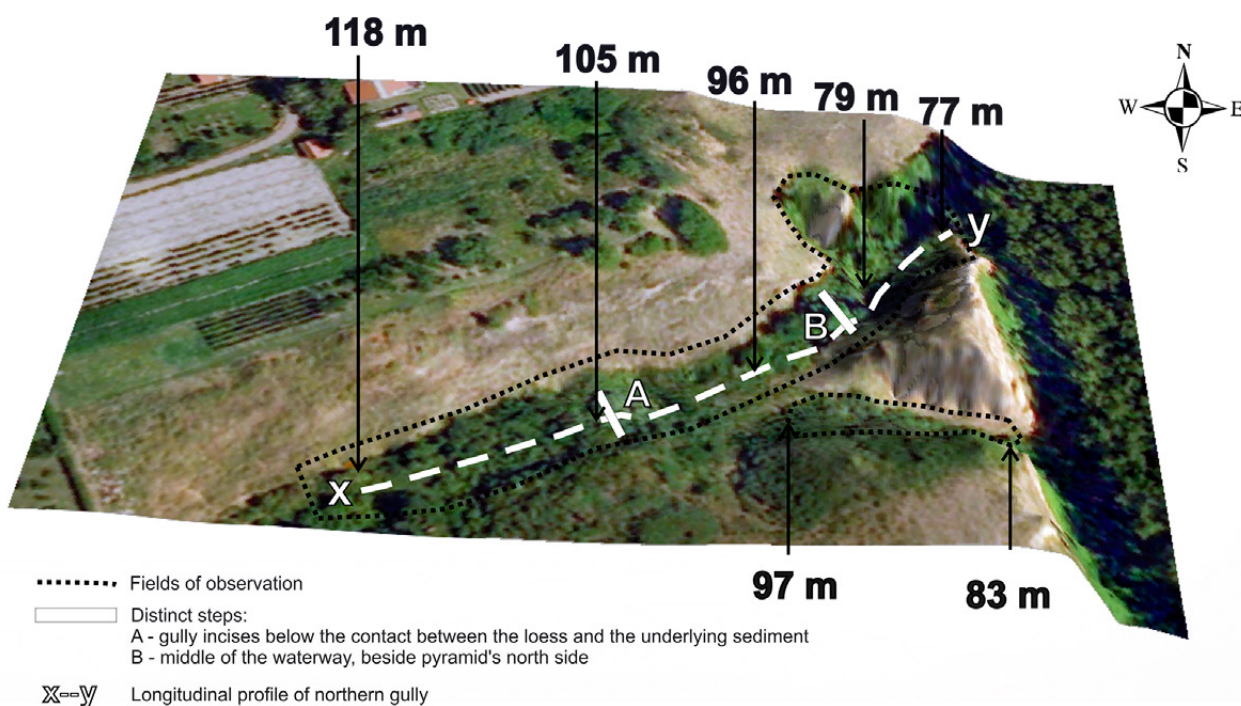 118 m
105 m
96 m
79 m
77 m
N
W E
S
y
B
A
X
97 m
83 m
Fields of observation
Distinct steps:
A - gully incises below the contact between the loess and the underlying sediment
B - middle of the waterway, beside pyramid's north side
x--y Longitudinal profile of northern gully